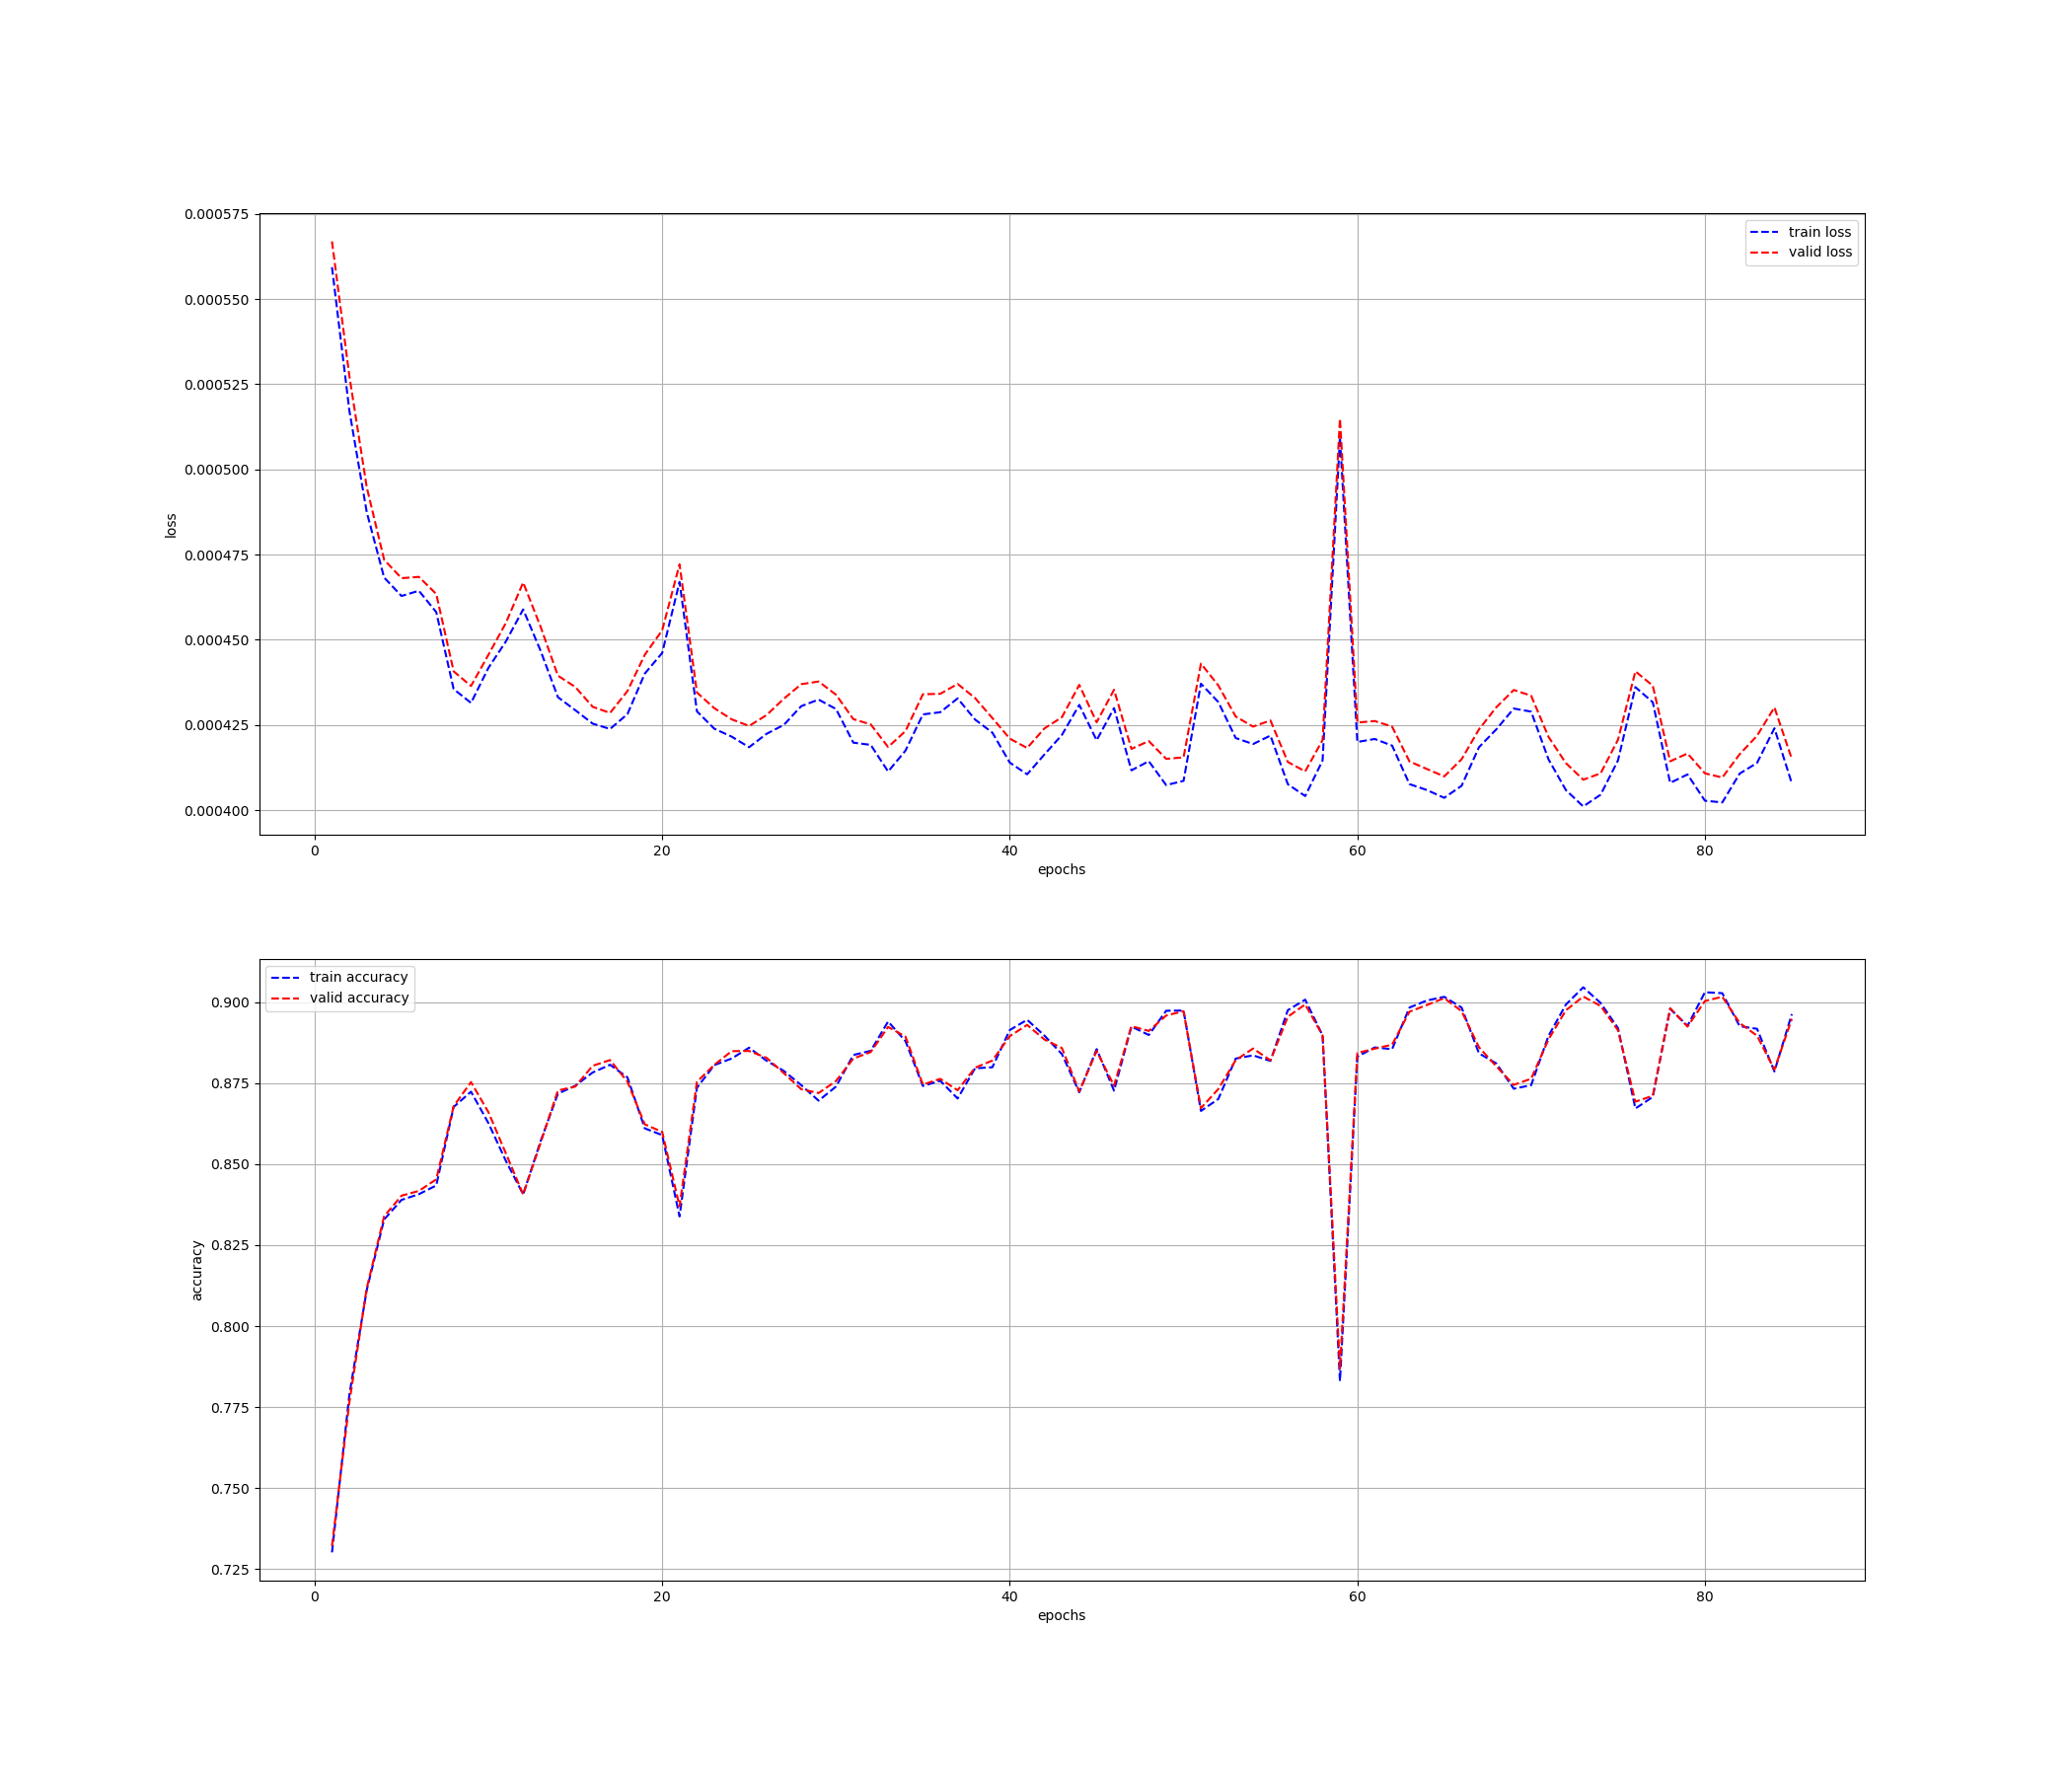 0.000575
train loss
valid loss
0.000550
0.000525
0.000500
loss
0.000475
0.000450
0.000425
0.000400
0 20 40 60 80
epochs
train accuracy
valid accuracy
0.900
0.875
0.850
0.825
accuracy
0.800
0.775
0.750
0.725
0 20 40 60 80
epochs